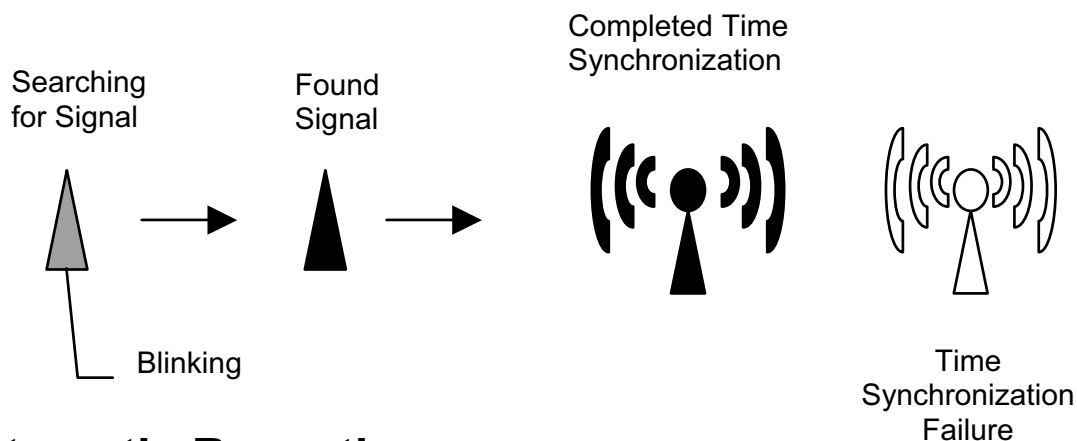 Completed Time
Synchronization
Searching
for Signal
Found
Signal
Blinking
Time
Synchronization
Failure